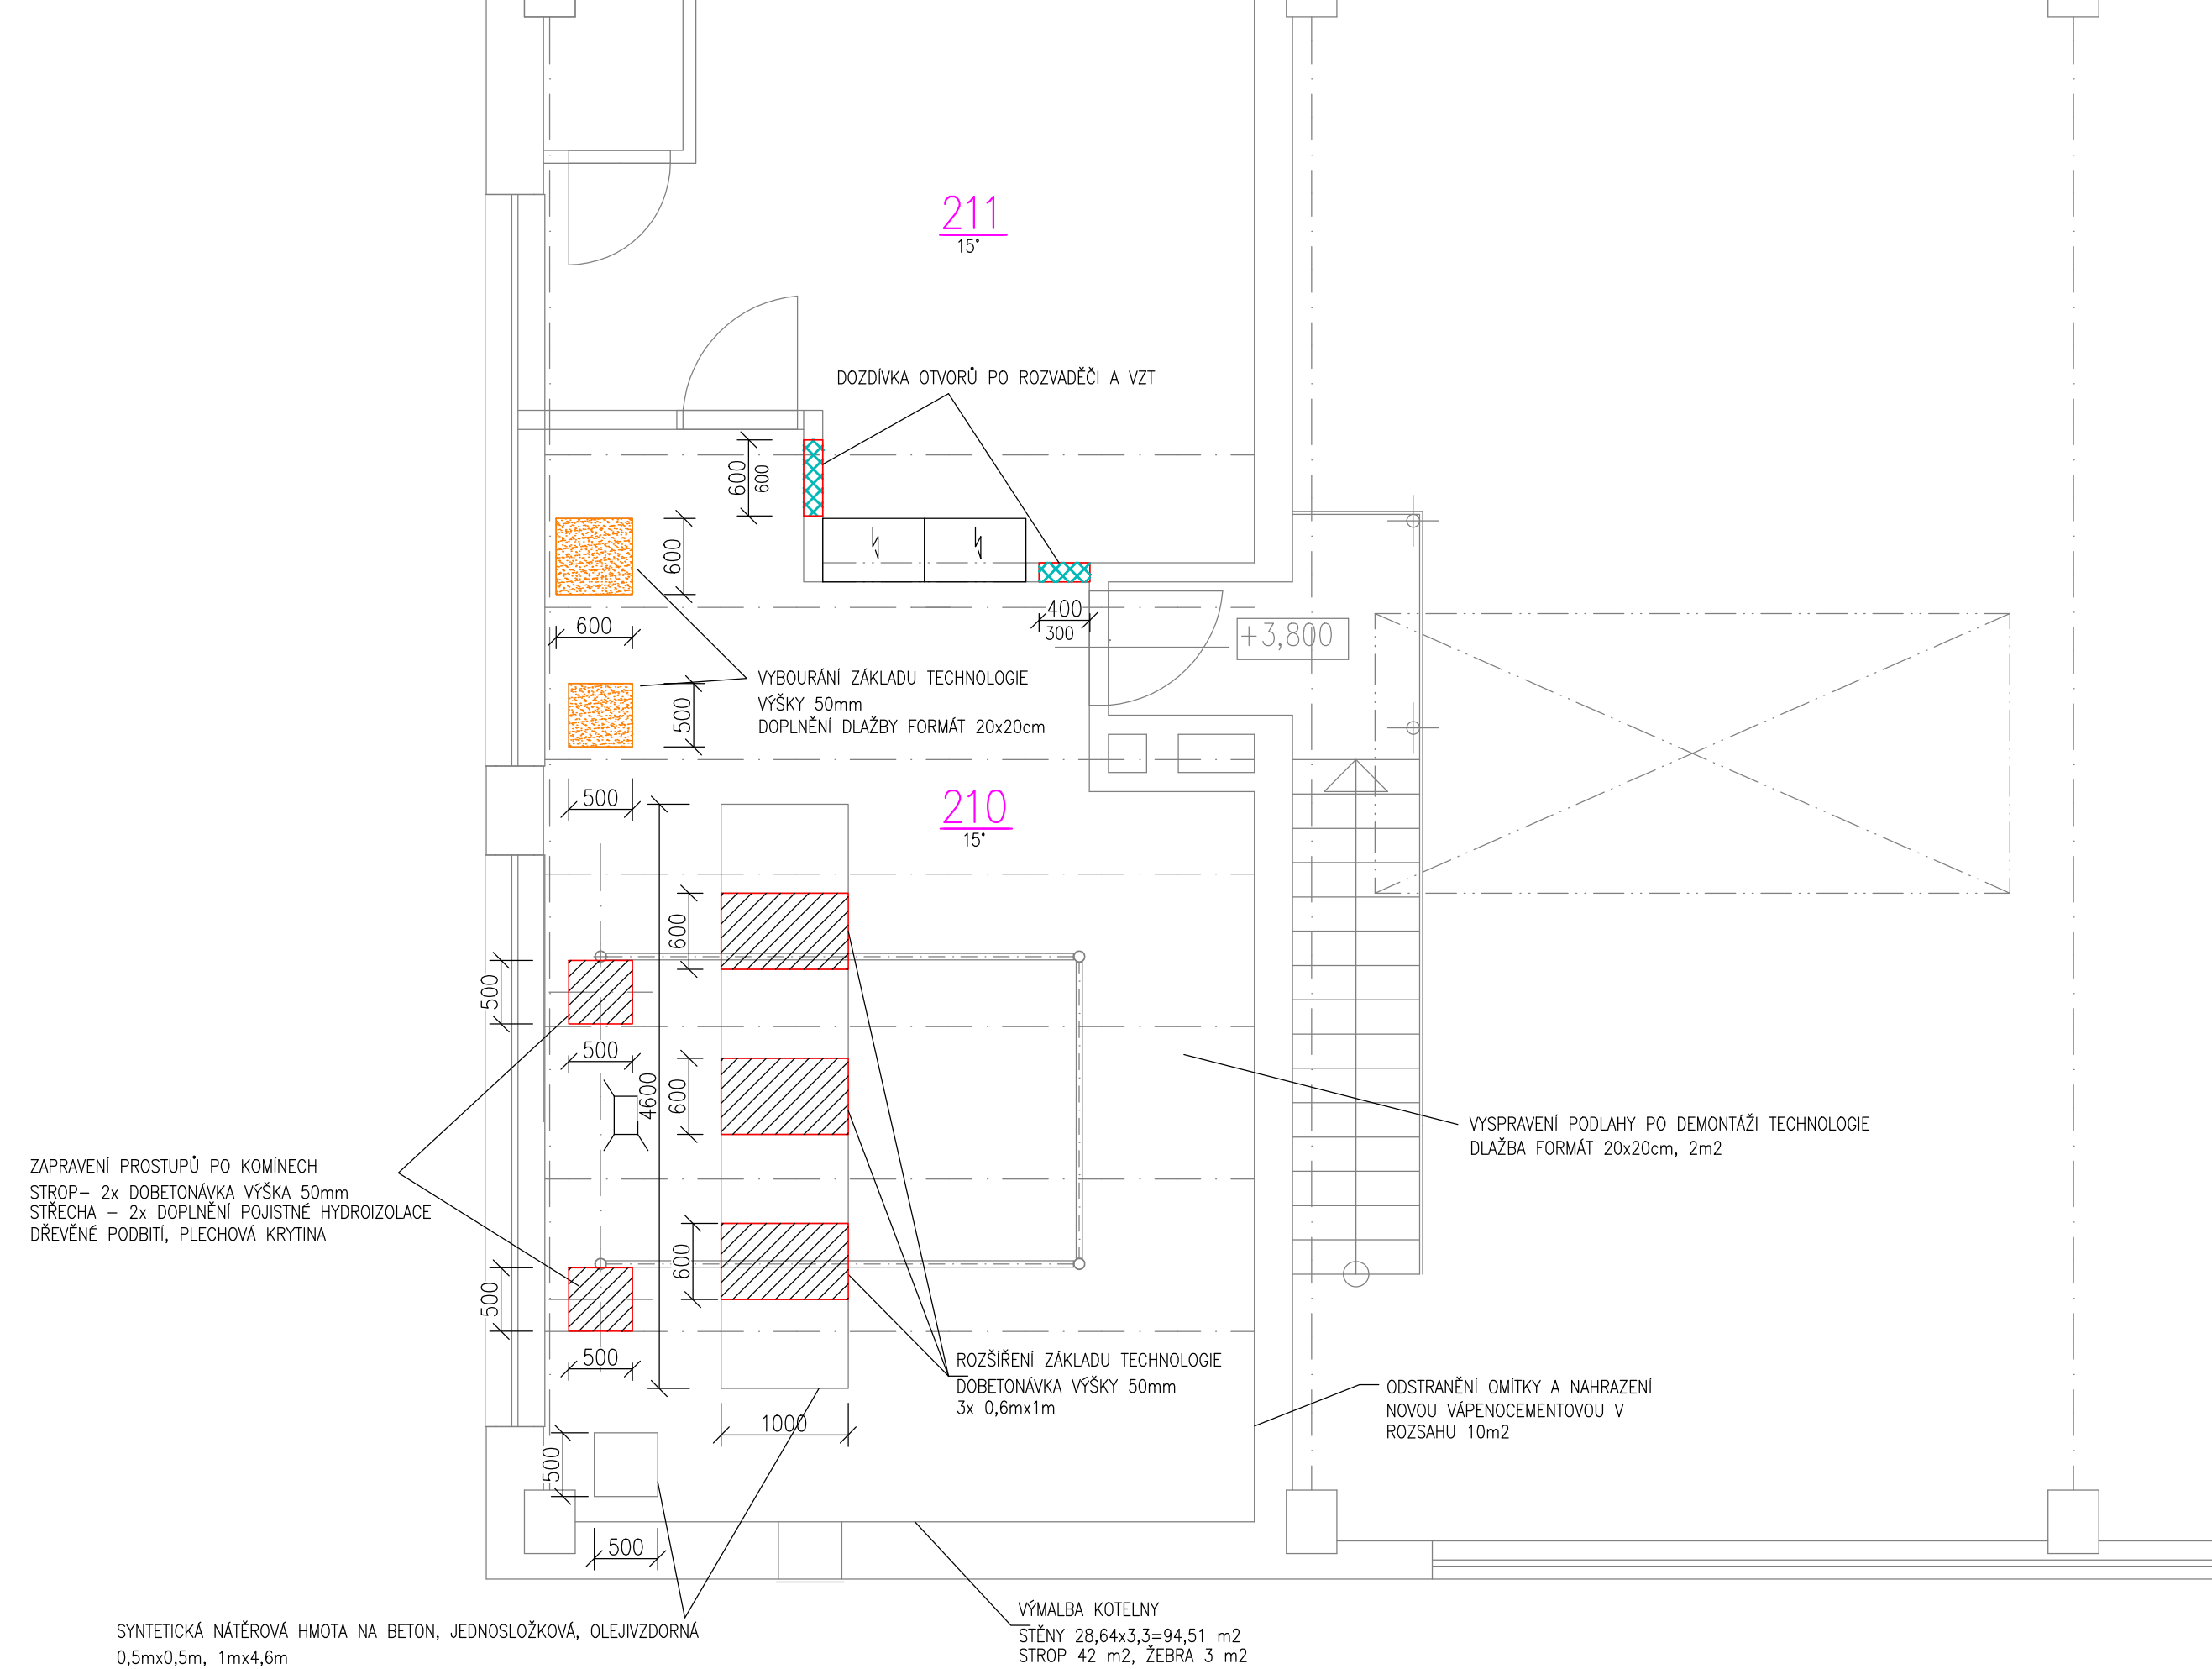 211
15°
DOZDÍVKA OTVORŮ PO ROZVADĚČI A VZT
600
600
600
600
400
300
+3,800
VYBOURÁNÍ ZÁKLADU TECHNOLOGIE
VÝŠKY 50mm
DOPLNĚNÍ DLAŽBY FORMÁT 20x20cm
500
500
210
15°
600
500
500
4600
600
VYSPRAVENÍ PODLAHY PO DEMONTÁŽI TECHNOLOGIE
DLAŽBA FORMÁT 20x20cm, 2m2
ZAPRAVENÍ PROSTUPŮ PO KOMÍNECH
STROP– 2x DOBETONÁVKA VÝŠKA 50mm
STŘECHA – 2x DOPLNĚNÍ POJISTNÉ HYDROIZOLACE
DŘEVĚNÉ PODBITÍ, PLECHOVÁ KRYTINA
600
500
500
ROZŠÍŘENÍ ZÁKLADU TECHNOLOGIE
DOBETONÁVKA VÝŠKY 50mm
3x 0,6mx1m
ODSTRANĚNÍ OMÍTKY A NAHRAZENÍ
NOVOU VÁPENOCEMENTOVOU V
ROZSAHU 10m2
1000
500
500
VÝMALBA KOTELNY
STĚNY 28,64x3,3=94,51 m2
STROP 42 m2, ŽEBRA 3 m2
SYNTETICKÁ NÁTĚROVÁ HMOTA NA BETON, JEDNOSLOŽKOVÁ, OLEJIVZDORNÁ
0,5mx0,5m, 1mx4,6m